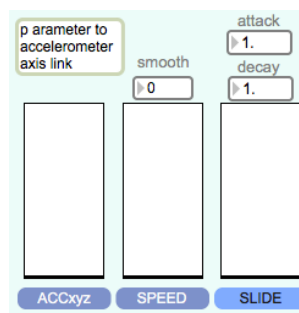 p arameter to
accelerometer
axis link
smooth
0
attack
1.
decay
1.
ACCxyz
SPEED
SLIDE